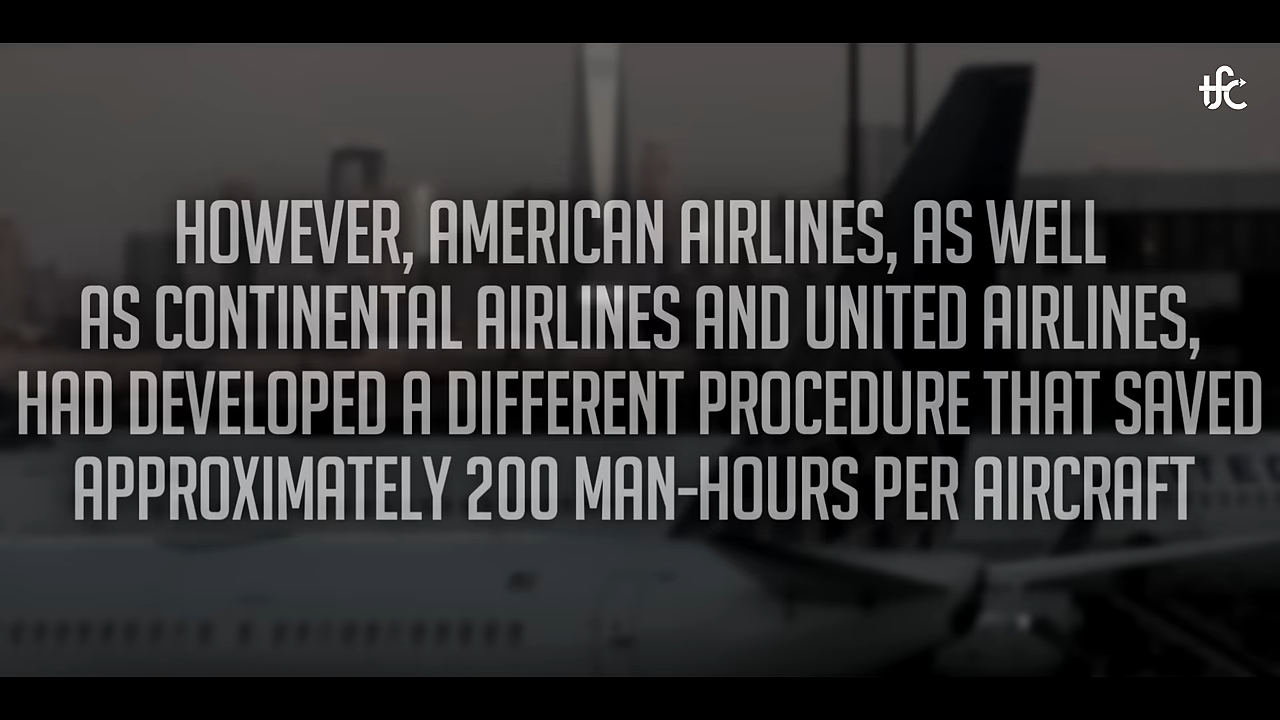 tfc
HOWEVER, AMERICAN AIRLINES, AS WELL
AS CONTINENTAL AIRLINES AND UNITED AIRLINES,
HAD DEVELOPED A DIFFERENT PROCEDURE THAT SAVED
APPROXIMATELY 200 MAN-HOURS PER AIRCRAFT